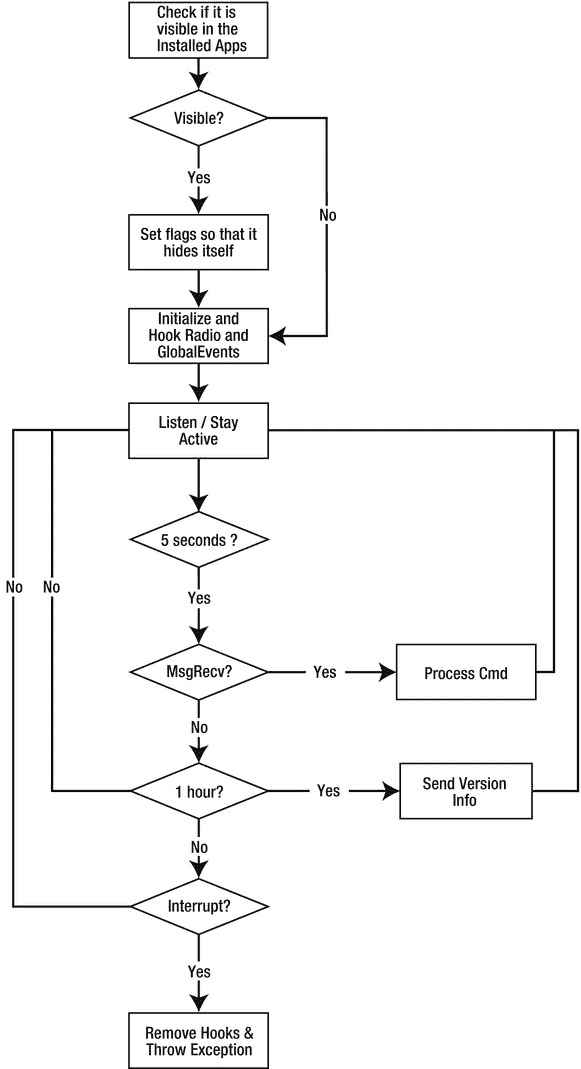 Check if it is
visible in the
Installed Apps
Visible?
Yes
No
Set flags so that it
hides itself
Initialize and
Hook Radio and
GlobalEvents
Listen / Stay
Active
5 seconds ?
No
No
Yes
MsgRecv?
Yes
Process Cmd
No
1 hour?
Yes
Send Version
Info
No
Interrupt?
Yes
Remove Hooks &
Throw Exception